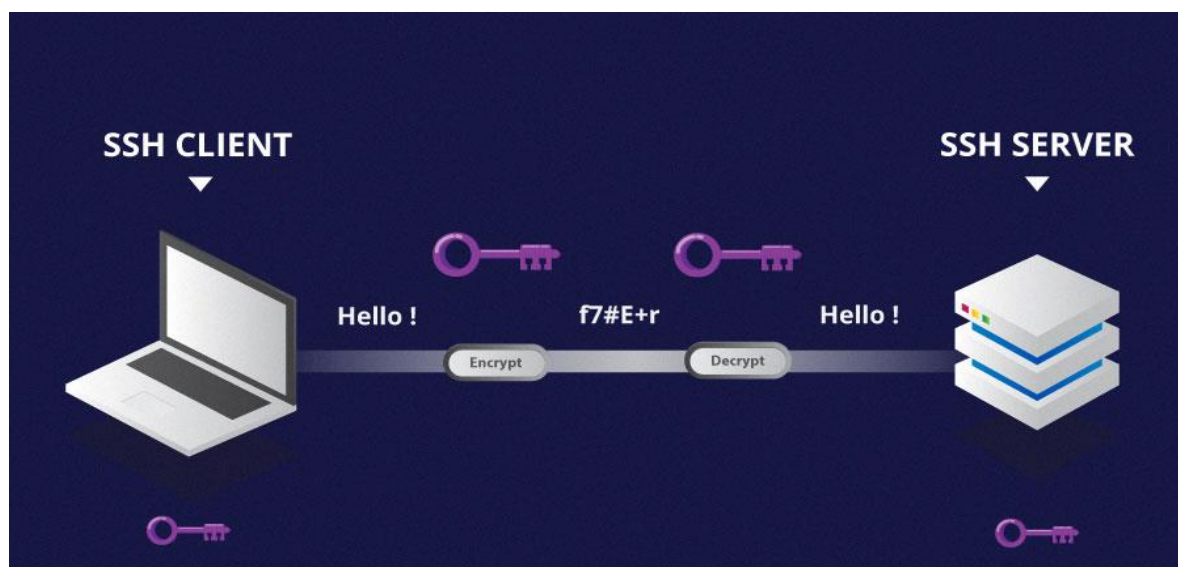 SSH CLIENT
SSH SERVER
Hello !
f7#E+r
Hello !
Encrypt
Decrypt